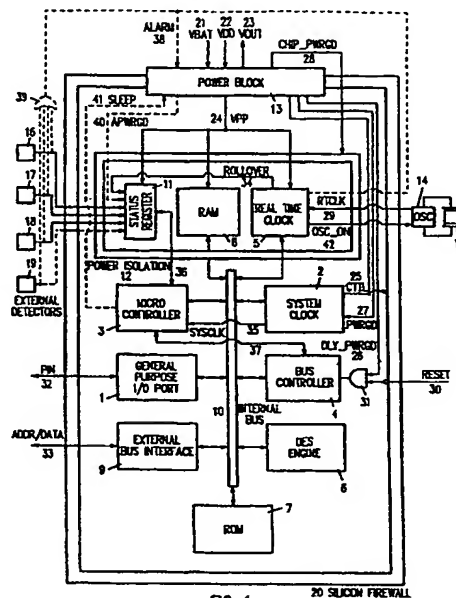 21 22 23
ALARM VBAT VDD VOUT CHIP_PWRGD
38 28
41 SLEEP POWER BLOCK
39 13
40 APWRGD 24 VPP
16 11 ROLLOVER
34 14
17 STATUS REGISTER RAM REAL TIME CLOCK RTCLK OSC
29
18 5 OSC_ON
42
19 POWER ISOLATION 36 2 25
EXTERNAL DETECTORS 12 CTB
MICRO CONTROLLER SYSTEM CLOCK 27
3 SYSCLK 35 PWRGD
37 DLY_PWRGD
26
PIN GENERAL PURPOSE I/O PORT BUS CONTROLLER RESET
32 30
1 10 4 31
INTERNAL BUS
ADDR/DATA EXTERNAL BUS INTERFACE DES ENGINE
33
9 6
7
ROM
20 SILICON FIREWALL